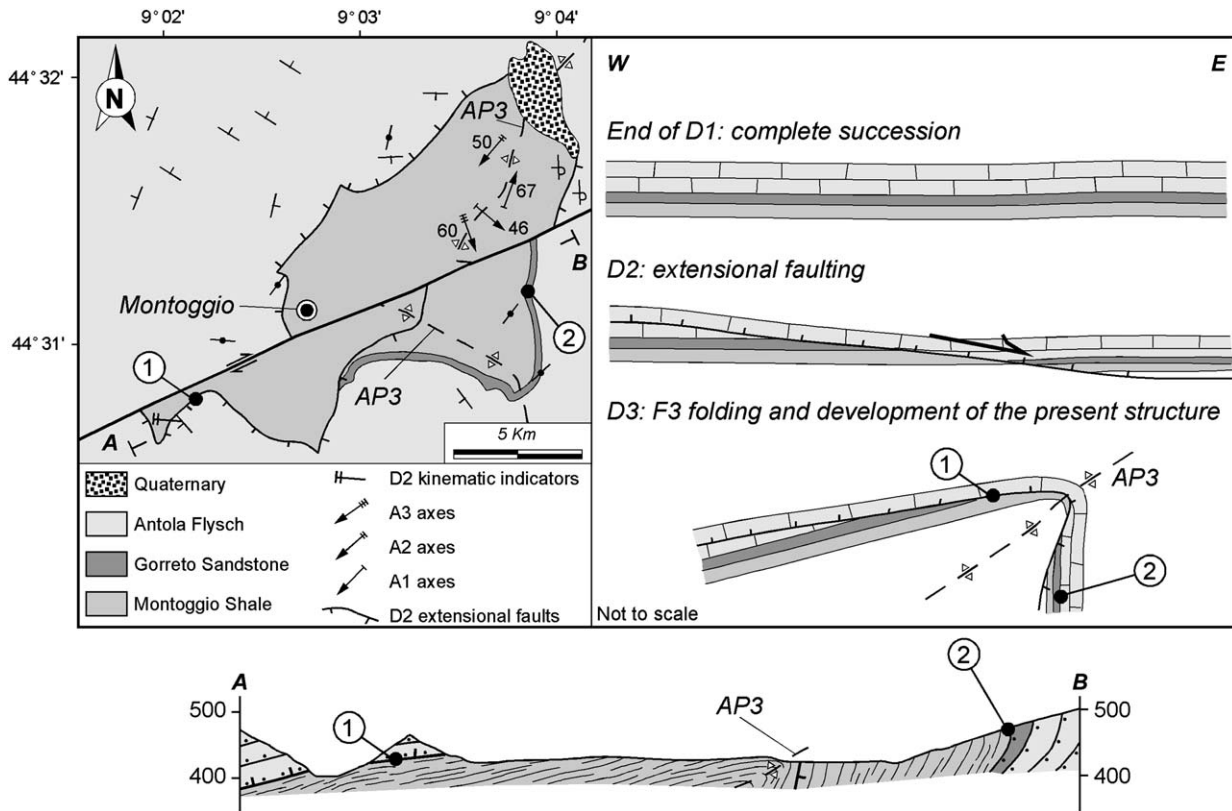 9° 02'
9° 03'
9° 04'
44° 32'
44° 31'
N
AP3
50
67
60
46
B
Montoggio
2
1
AP3
A
5 Km
Quaternary
Antola Flysch
Gorreto Sandstone
Montoggio Shale
D2 kinematic indicators
A3 axes
A2 axes
A1 axes
D2 extensional faults
W
E
End of D1: complete succession
D2: extensional faulting
D3: F3 folding and development of the present structure
1
AP3
2
Not to scale
A
B
500
400
1
AP3
2
500
400